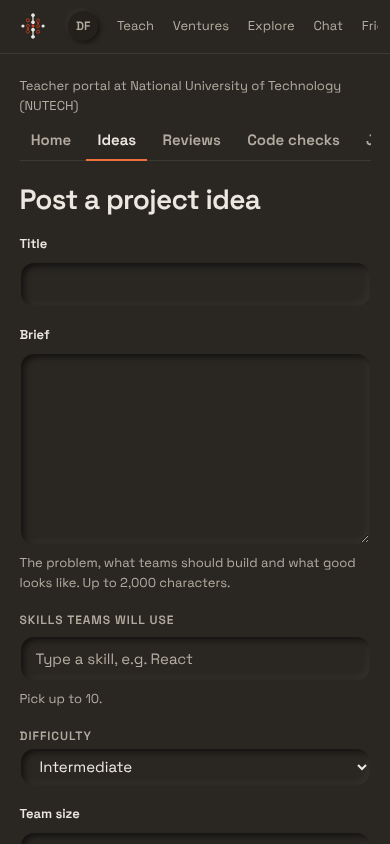 DF Teach Ventures Explore Chat
Teacher portal at National University of Technology
(NUTECH)
Home Ideas Reviews Code checks
Post a project idea
Title
Brief
The problem, what teams should build and what good
looks like. Up to 2,000 characters.
SKILLS TEAMS WILL USE
Type a skill, e.g. React
Pick up to 10.
DIFFICULTY
Intermediate
Team size